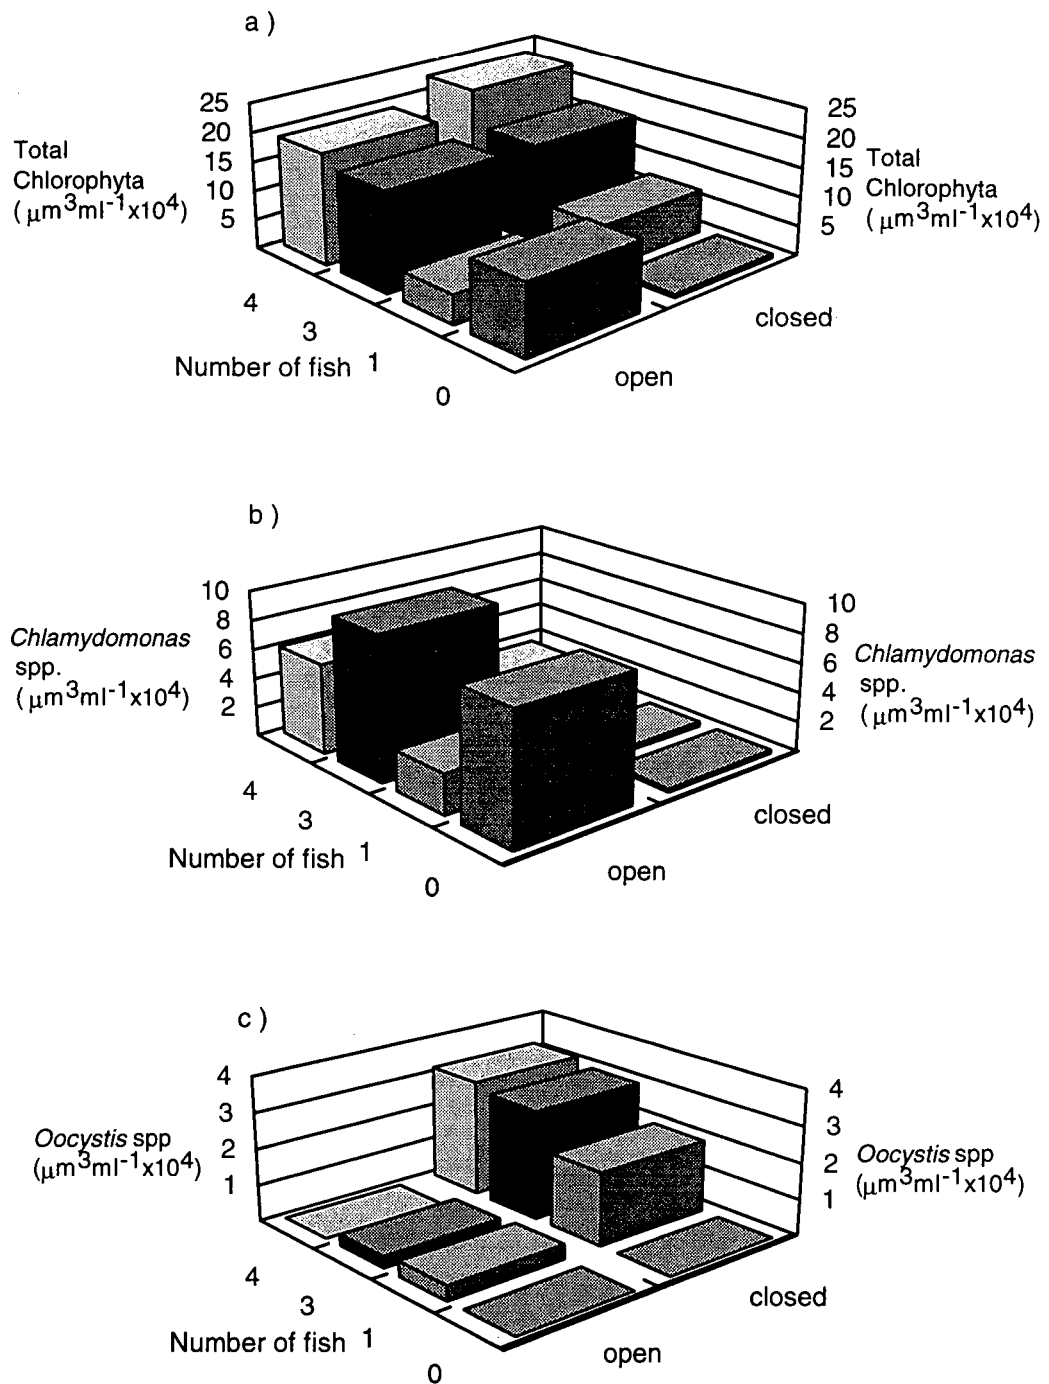 a )
25
20
15
10
5
Total
Chlorophyta
( μm³ml⁻¹x10⁴)
25
20
15
10
5
Total
Chlorophyta
( μm³ml⁻¹x10⁴)
4
3
1
0
Number of fish
open
closed
b )
10
8
6
4
2
Chlamydomonas
spp.
( μm³ml⁻¹x10⁴)
10
8
6
4
2
Chlamydomonas
spp.
( μm³ml⁻¹x10⁴)
4
3
1
0
Number of fish
open
closed
c )
4
3
2
1
Oocystis spp
(μm³ml⁻¹x10⁴)
4
3
2
1
Oocystis spp
(μm³ml⁻¹x10⁴)
4
3
1
0
Number of fish
open
closed